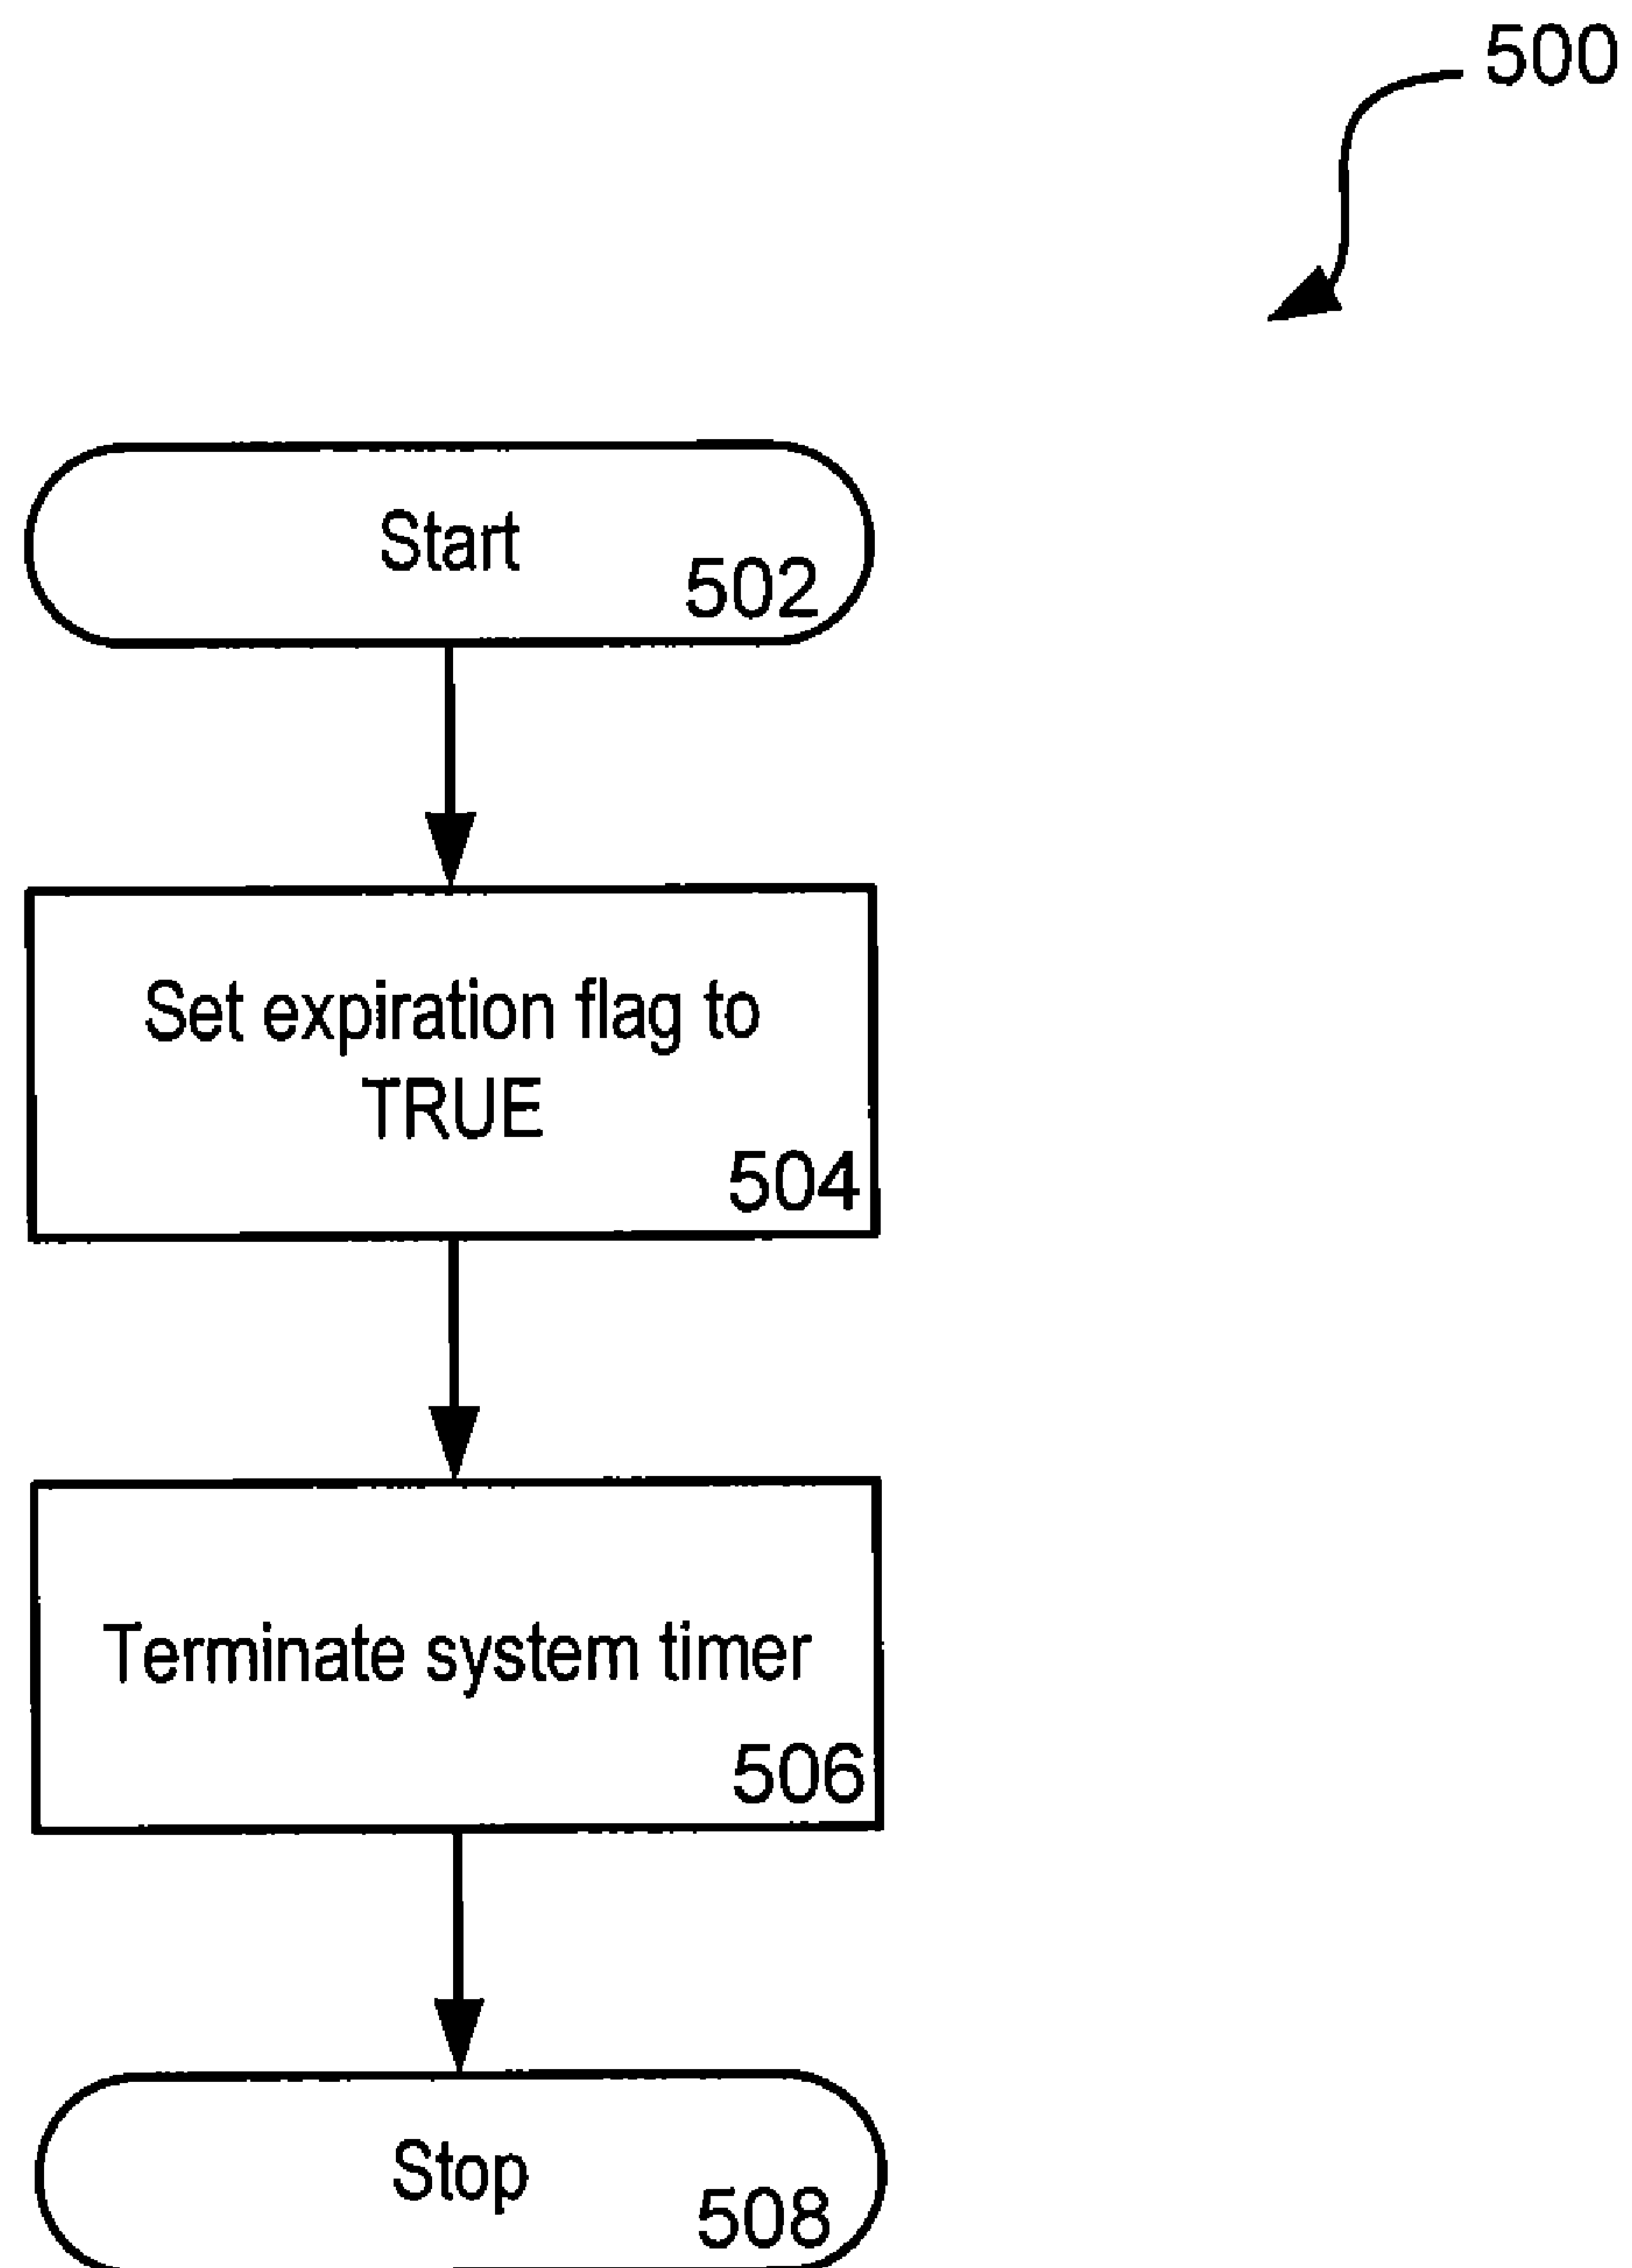 500
Start
502
Set expiration flag to
TRUE
504
Terminate system timer
506
Stop
508